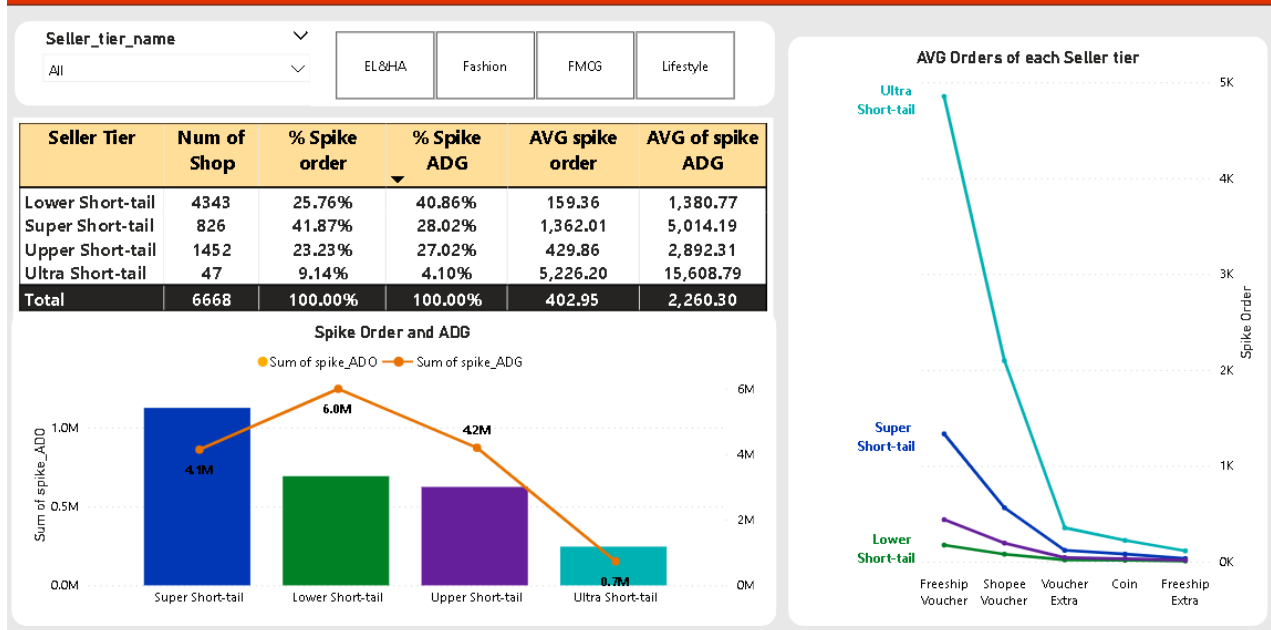 Seller_tier_name
All
EL&HA Fashion FMCG Lifestyle
Seller Tier Num of Shop % Spike order % Spike ADG AVG spike order AVG of spike ADG
Lower Short-tail 4343 25.76% 40.86% 159.36 1,380.77
Super Short-tail 826 41.87% 28.02% 1,362.01 5,014.19
Upper Short-tail 1452 23.23% 27.02% 429.86 2,892.31
Ultra Short-tail 47 9.14% 4.10% 5,226.20 15,608.79
Total 6668 100.00% 100.00% 402.95 2,260.30
Spike Order and ADG
Sum of spike_ADO Sum of spike_ADG
Sum of spike_ADO
1.0M
0.5M
0.0M
6M
4M
2M
0M
4.1M
6.0M
4.2M
0.7M
Super Short-tail Lower Short-tail Upper Short-tail Ultra Short-tail
AVG Orders of each Seller tier
Ultra
Short-tail
Super
Short-tail
Lower
Short-tail
5K
4K
3K
2K
1K
0K
Spike Order
Freeship Shopee Voucher Coin Freeship
Voucher Voucher Extra Extra